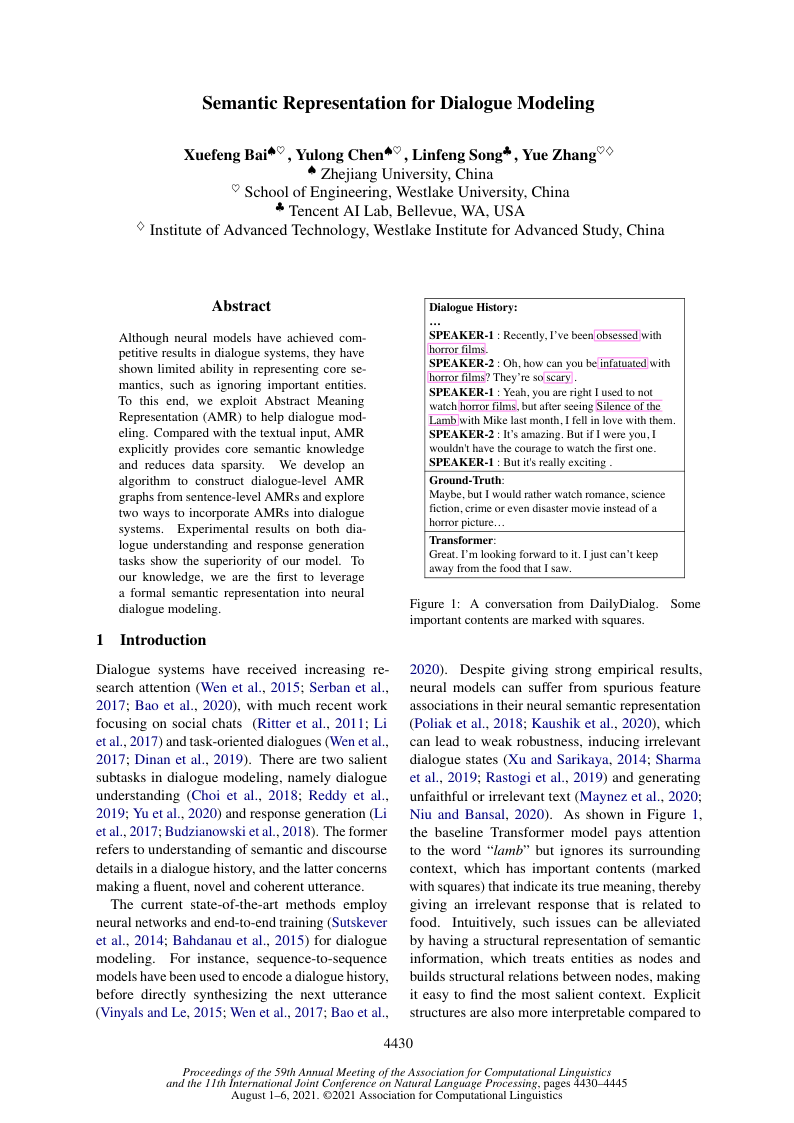 Semantic Representation for Dialogue Modeling
Xuefeng Bai♠♡, Yulong Chen♠♡, Linfeng Song♣, Yue Zhang♡♢
♠ Zhejiang University, China
♡ School of Engineering, Westlake University, China
♣ Tencent AI Lab, Bellevue, WA, USA
♢ Institute of Advanced Technology, Westlake Institute for Advanced Study, China
Abstract
Although neural models have achieved com-
petitive results in dialogue systems, they have
shown limited ability in representing core se-
mantics, such as ignoring important entities.
To this end, we exploit Abstract Meaning
Representation (AMR) to help dialogue mod-
eling. Compared with the textual input, AMR
explicitly provides core semantic knowledge
and reduces data sparsity. We develop an
algorithm to construct dialogue-level AMR
graphs from sentence-level AMRs and explore
two ways to incorporate AMRs into dialogue
systems. Experimental results on both dia-
logue understanding and response generation
tasks show the superiority of our model. To
our knowledge, we are the first to leverage
a formal semantic representation into neural
dialogue modeling.
1 Introduction
Dialogue systems have received increasing re-
search attention (Wen et al., 2015; Serban et al.,
2017; Bao et al., 2020), with much recent work
focusing on social chats (Ritter et al., 2011; Li
et al., 2017) and task-oriented dialogues (Wen et al.,
2017; Dinan et al., 2019). There are two salient
subtasks in dialogue modeling, namely dialogue
understanding (Choi et al., 2018; Reddy et al.,
2019; Yu et al., 2020) and response generation (Li
et al., 2017; Budzianowski et al., 2018). The former
refers to understanding of semantic and discourse
details in a dialogue history, and the latter concerns
making a fluent, novel and coherent utterance.
The current state-of-the-art methods employ
neural networks and end-to-end training (Sutskever
et al., 2014; Bahdanau et al., 2015) for dialogue
modeling. For instance, sequence-to-sequence
models have been used to encode a dialogue history,
before directly synthesizing the next utterance
(Vinyals and Le, 2015; Wen et al., 2017; Bao et al.,
Dialogue History:
...
SPEAKER-1 : Recently, I've been obsessed with
horror films.
SPEAKER-2 : Oh, how can you be infatuated with
horror films? They're so scary .
SPEAKER-1 : Yeah, you are right I used to not
watch horror films, but after seeing Silence of the
Lamb with Mike last month, I fell in love with them.
SPEAKER-2 : It's amazing. But if I were you, I
wouldn't have the courage to watch the first one.
SPEAKER-1 : But it's really exciting .
Ground-Truth:
Maybe, but I would rather watch romance, science
fiction, crime or even disaster movie instead of a
horror picture…
Transformer:
Great. I'm looking forward to it. I just can't keep
away from the food that I saw.
Figure 1: A conversation from DailyDialog. Some
important contents are marked with squares.
2020). Despite giving strong empirical results,
neural models can suffer from spurious feature
associations in their neural semantic representation
(Poliak et al., 2018; Kaushik et al., 2020), which
can lead to weak robustness, inducing irrelevant
dialogue states (Xu and Sarikaya, 2014; Sharma
et al., 2019; Rastogi et al., 2019) and generating
unfaithful or irrelevant text (Maynez et al., 2020;
Niu and Bansal, 2020). As shown in Figure 1,
the baseline Transformer model pays attention
to the word “lamb” but ignores its surrounding
context, which has important contents (marked
with squares) that indicate its true meaning, thereby
giving an irrelevant response that is related to
food. Intuitively, such issues can be alleviated
by having a structural representation of semantic
information, which treats entities as nodes and
builds structural relations between nodes, making
it easy to find the most salient context. Explicit
structures are also more interpretable compared to
4430
Proceedings of the 59th Annual Meeting of the Association for Computational Linguistics
and the 11th International Joint Conference on Natural Language Processing, pages 4430–4445
August 1–6, 2021. ©2021 Association for Computational Linguistics